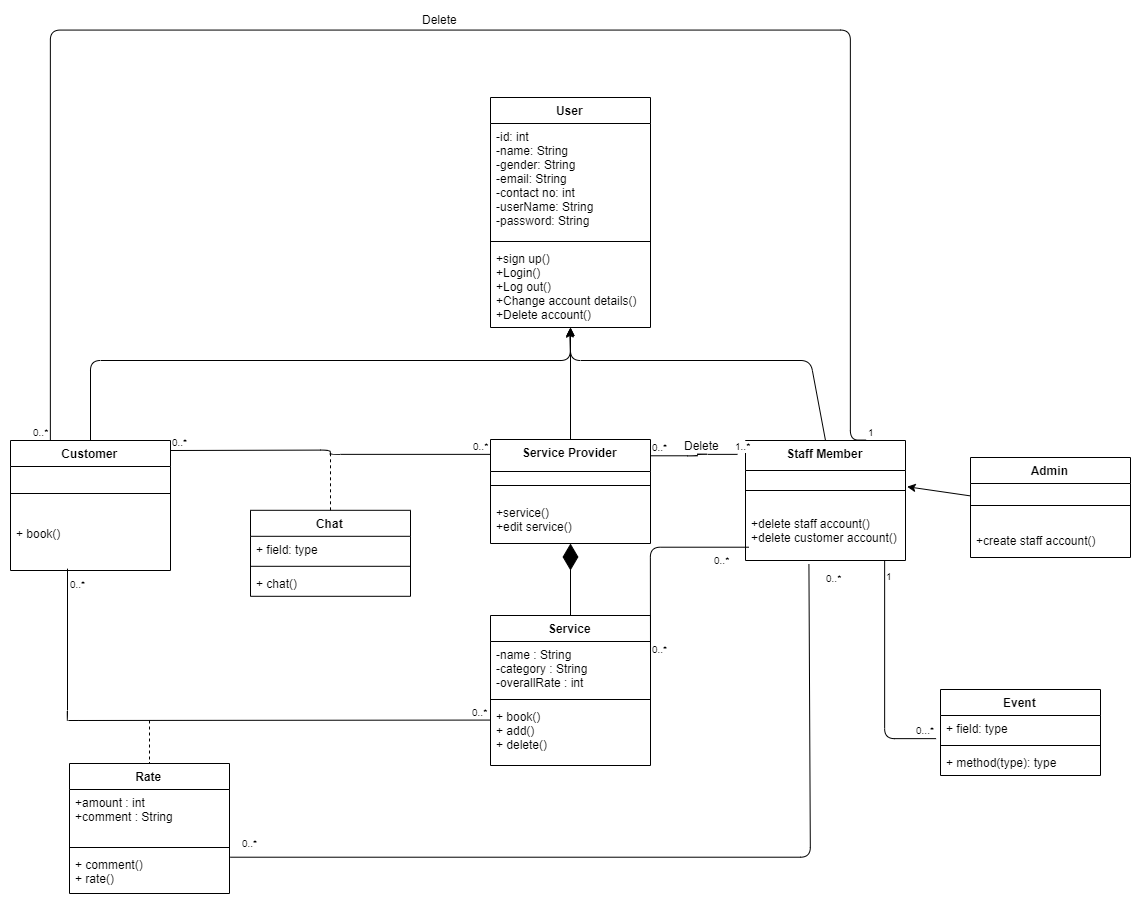 Delete
User
-id: int
-name: String
-gender: String
-email: String
-contact no: int
-userName: String
-password: String
+sign up()
+Login()
+Log out()
+Change account details()
+Delete account()
0..*
1
Customer
+ book()
0..*
0..*
Service Provider
+service()
+edit service()
0..*
Delete
1..*
Staff Member
+delete staff account()
+delete customer account()
Admin
+create staff account()
Chat
+ field: type
+ chat()
0..*
0..*
0..*
1
Service
-name : String
-category : String
-overallRate : int
+ book()
+ add()
+ delete()
0..*
0..*
Event
+ field: type
+ method(type): type
0...*
Rate
+amount : int
+comment : String
+ comment()
+ rate()
0..*